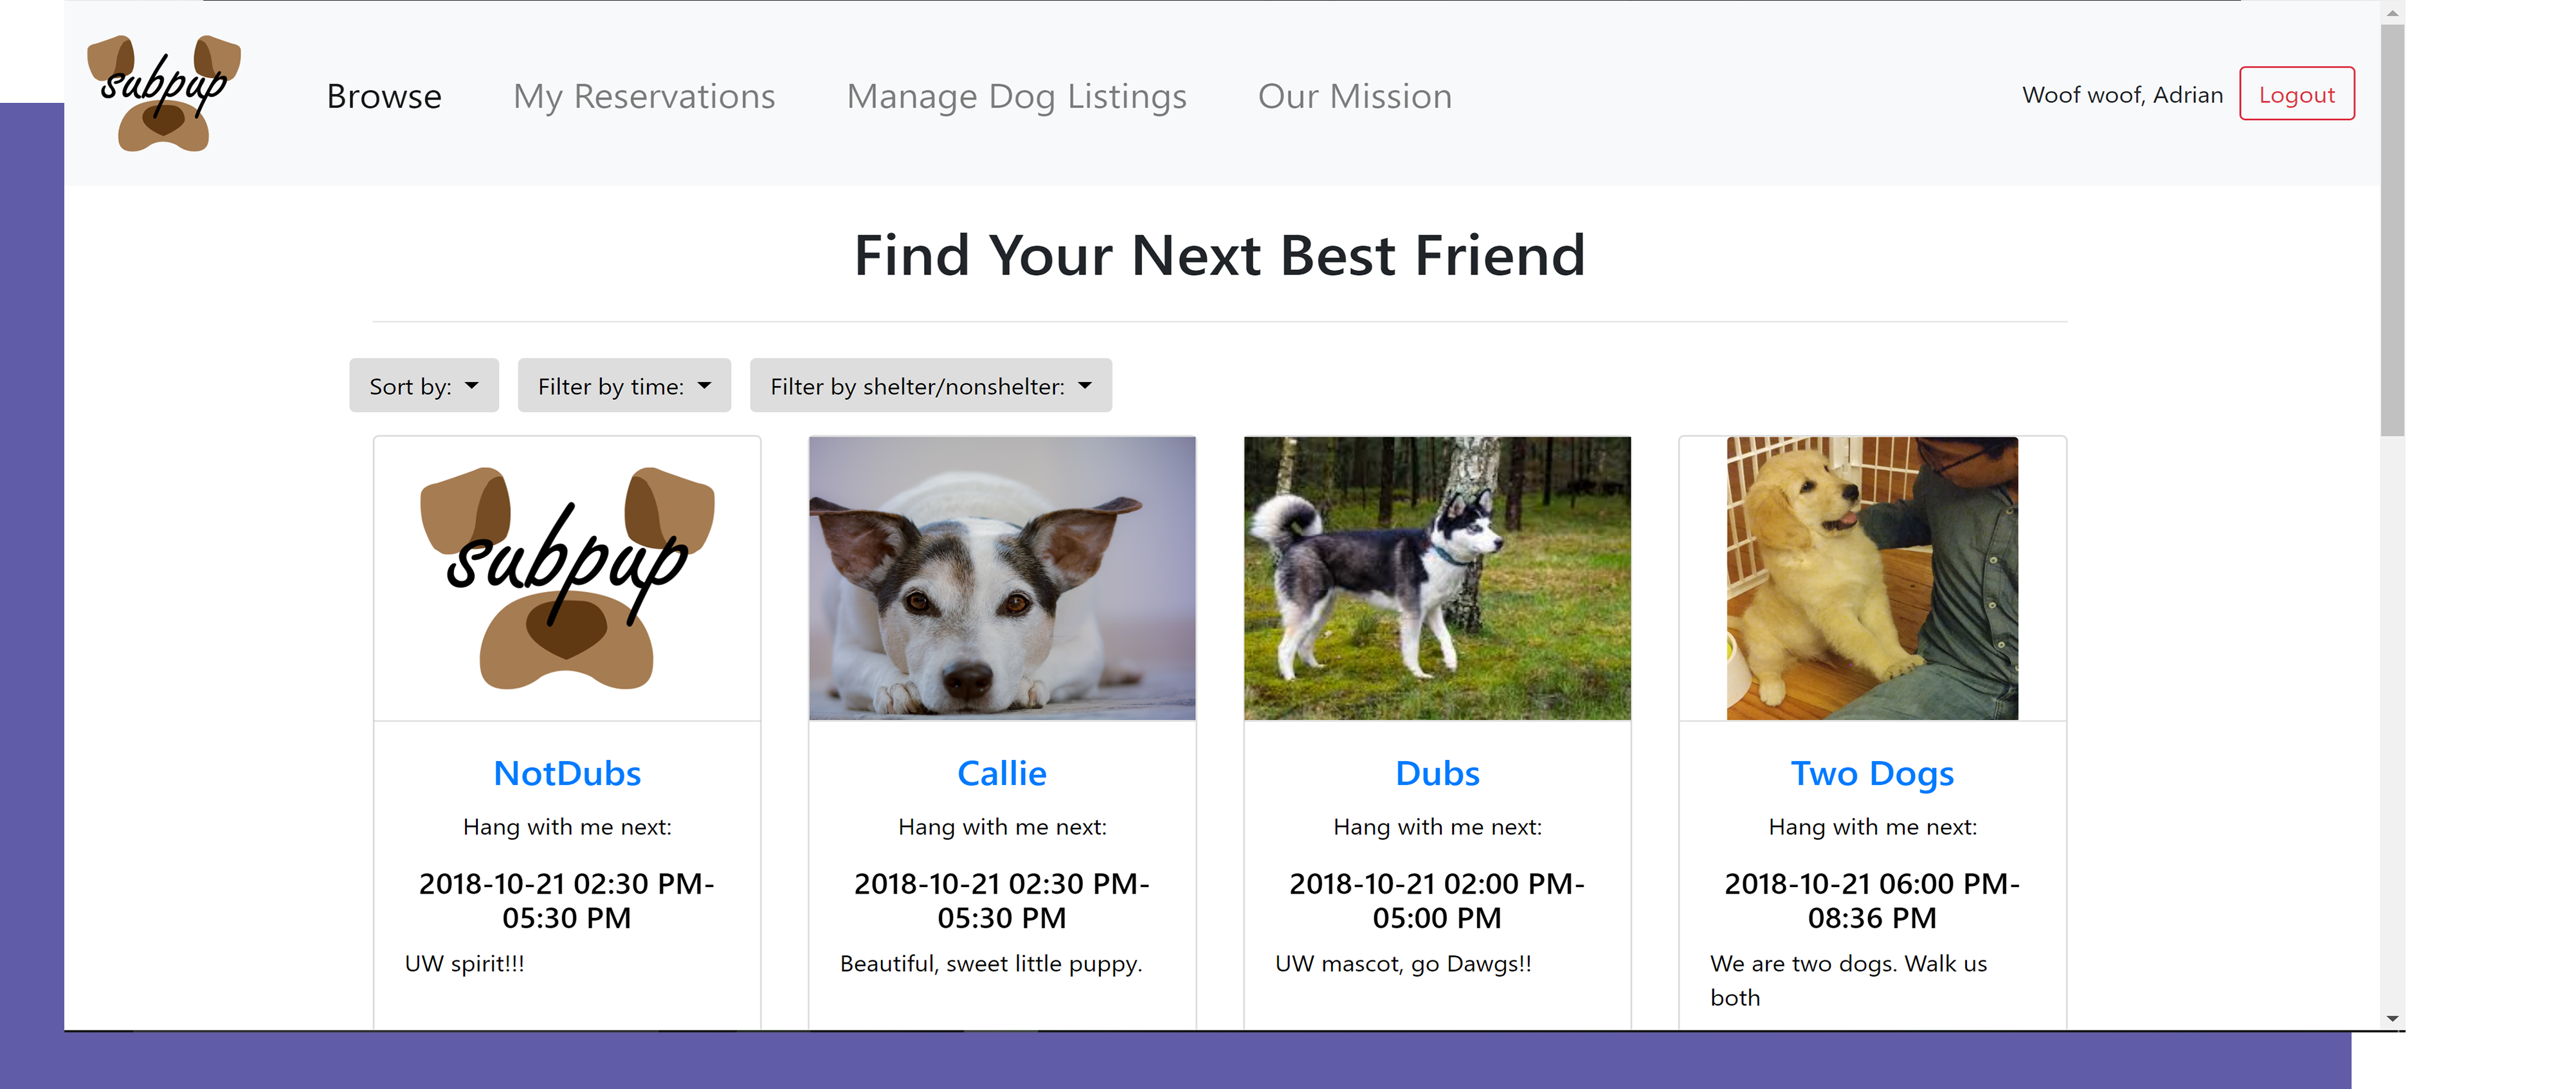 subpup
Browse
My Reservations
Manage Dog Listings
Our Mission
Woof woof, Adrian
Logout
Find Your Next Best Friend
Sort by:
Filter by time:
Filter by shelter/nonshelter:
subpup
NotDubs
Hang with me next:
2018-10-21 02:30 PM-
05:30 PM
UW spirit!!!
Callie
Hang with me next:
2018-10-21 02:30 PM-
05:30 PM
Beautiful, sweet little puppy.
Dubs
Hang with me next:
2018-10-21 02:00 PM-
05:00 PM
UW mascot, go Dawgs!!
Two Dogs
Hang with me next:
2018-10-21 06:00 PM-
08:36 PM
We are two dogs. Walk us
both